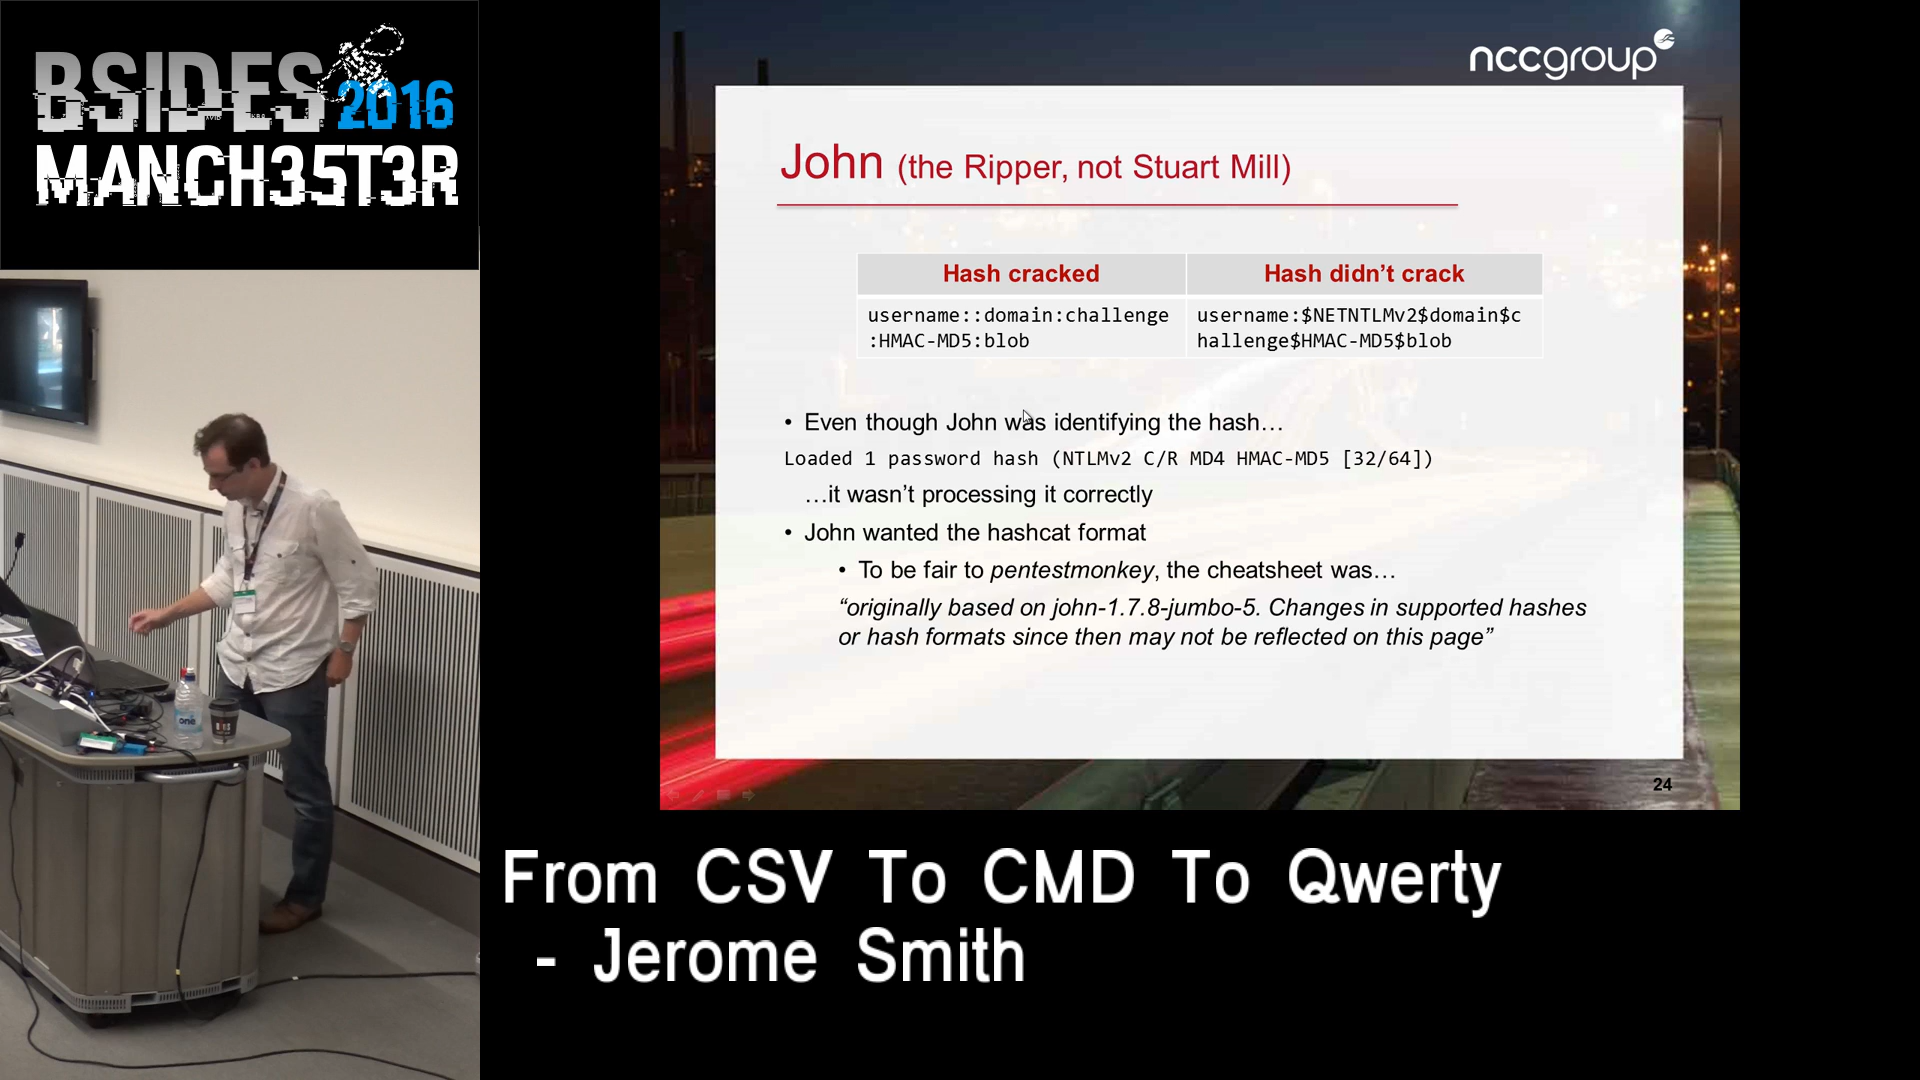 BSIDES 2016
MANCH35T3R
nccgroup
John (the Ripper, not Stuart Mill)
Hash cracked
Hash didn’t crack
username::domain:challenge
:HMAC-MD5:blob
username:$NETNTLMv2$domain$c
hallenge$HMAC-MD5$blob
• Even though John was identifying the hash…
Loaded 1 password hash (NTLMv2 C/R MD4 HMAC-MD5 [32/64])
…it wasn’t processing it correctly
• John wanted the hashcat format
• To be fair to pentestmonkey, the cheatsheet was…
“originally based on john-1.7.8-jumbo-5. Changes in supported hashes
or hash formats since then may not be reflected on this page”
24
one
From CSV To CMD To Qwerty
- Jerome Smith